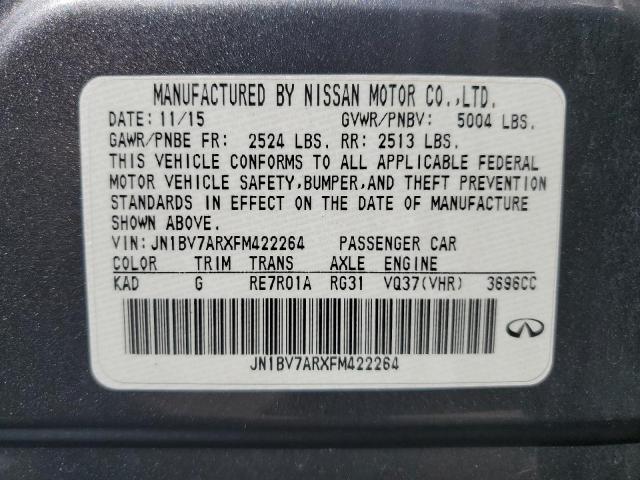 MANUFACTURED BY NISSAN MOTOR CO.,LTD.
DATE: 11/15 GVWR/PNBV: 5004 LBS.
GAWR/PNBE FR: 2524 LBS. RR: 2513 LBS.
THIS VEHICLE CONFORMS TO ALL APPLICABLE FEDERAL
MOTOR VEHICLE SAFETY,BUMPER,AND THEFT PREVENTION
STANDARDS IN EFFECT ON THE DATE OF MANUFACTURE
SHOWN ABOVE.
VIN: JN1BV7ARXFM422264 PASSENGER CAR
COLOR TRIM TRANS AXLE ENGINE
KAD G RE7R01A RG31 VQ37(VHR) 3696CC
JN1BV7ARXFM422264